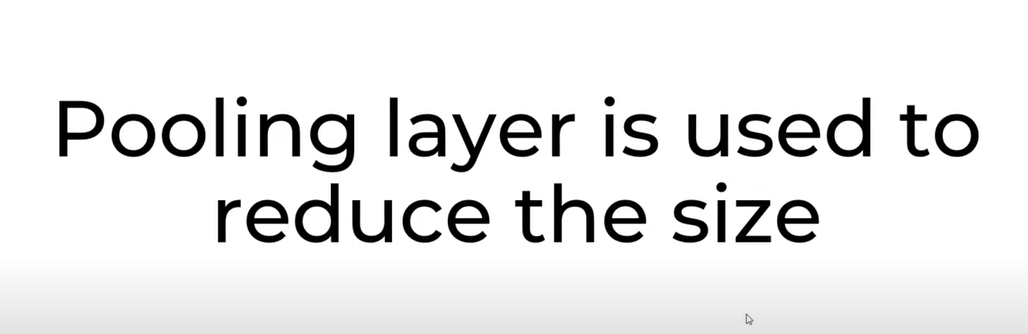 Pooling layer is used to
reduce the size